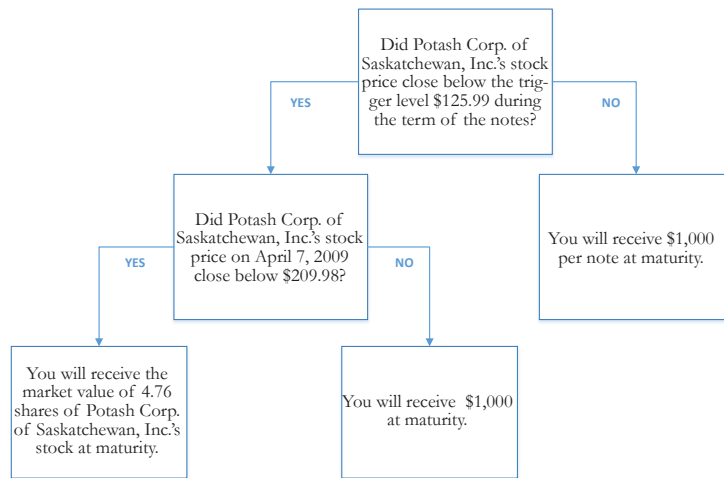 Did Potash Corp. of
Saskatchewan, Inc.'s stock
price close below the trig-
ger level $125.99 during
the term of the notes?
YES
NO
Did Potash Corp. of
Saskatchewan, Inc.'s stock
price on April 7, 2009
close below $209.98?
You will receive $1,000
per note at maturity.
YES
NO
You will receive the
market value of 4.76
shares of Potash Corp.
of Saskatchewan, Inc.'s
stock at maturity.
You will receive $1,000
at maturity.